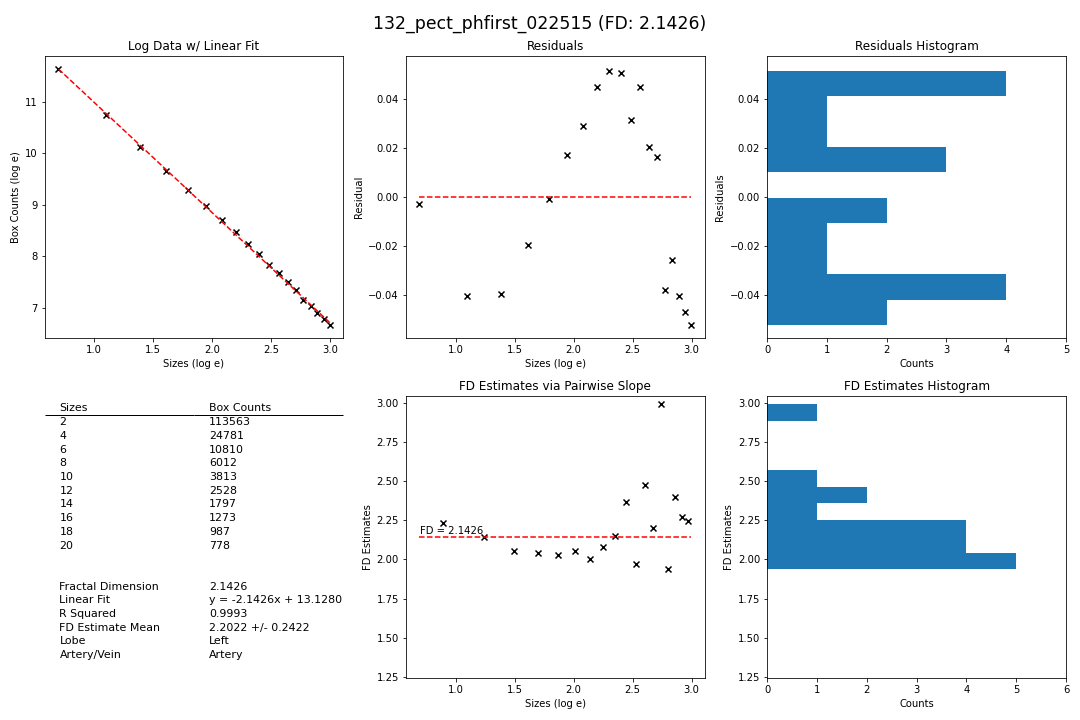 132_pect_phfirst_022515 (FD: 2.1426)
Log Data w/ Linear Fit
Box Counts (log e)
11
10
9
8
7
1.0 1.5 2.0 2.5 3.0
Sizes (log e)
Residuals
Residual
0.04
0.02
0.00
−0.02
−0.04
1.0 1.5 2.0 2.5 3.0
Sizes (log e)
Residuals Histogram
Residuals
0.04
0.02
0.00
−0.02
−0.04
0 1 2 3 4 5
Counts
Sizes Box Counts
2 113563
4 24781
6 10810
8 6012
10 3813
12 2528
14 1797
16 1273
18 987
20 778
Fractal Dimension 2.1426
Linear Fit y = -2.1426x + 13.1280
R Squared 0.9993
FD Estimate Mean 2.2022 +/- 0.2422
Lobe Left
Artery/Vein Artery
FD Estimates via Pairwise Slope
FD Estimates
3.00
2.75
2.50
2.25
2.00
1.75
1.50
1.25
FD = 2.1426
1.0 1.5 2.0 2.5 3.0
Sizes (log e)
FD Estimates Histogram
FD Estimates
3.00
2.75
2.50
2.25
2.00
1.75
1.50
1.25
0 1 2 3 4 5 6
Counts